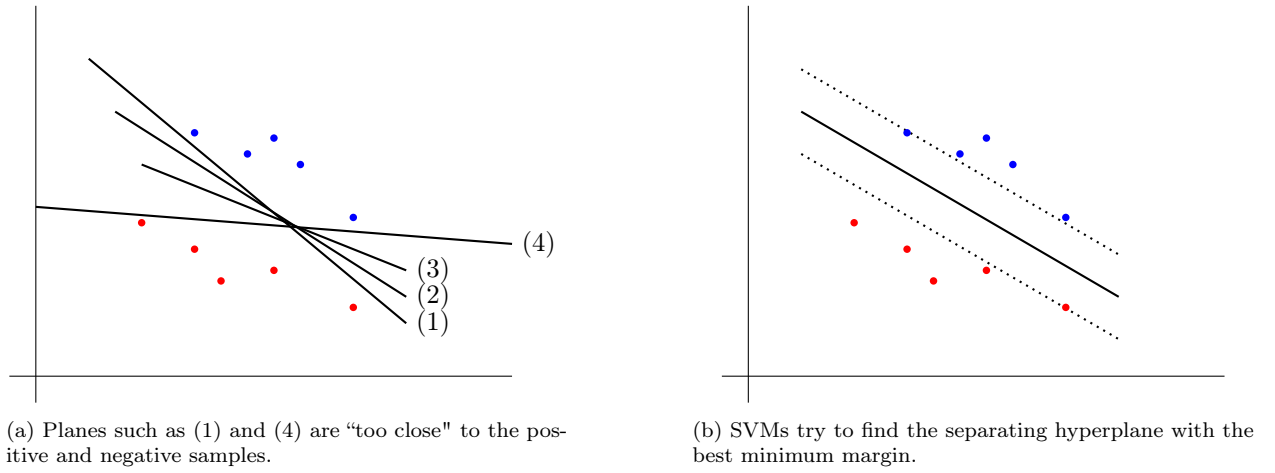 (4)
(3)
(2)
(1)
(a) Planes such as (1) and (4) are “too close" to the pos-
itive and negative samples.
(b) SVMs try to find the separating hyperplane with the
best minimum margin.